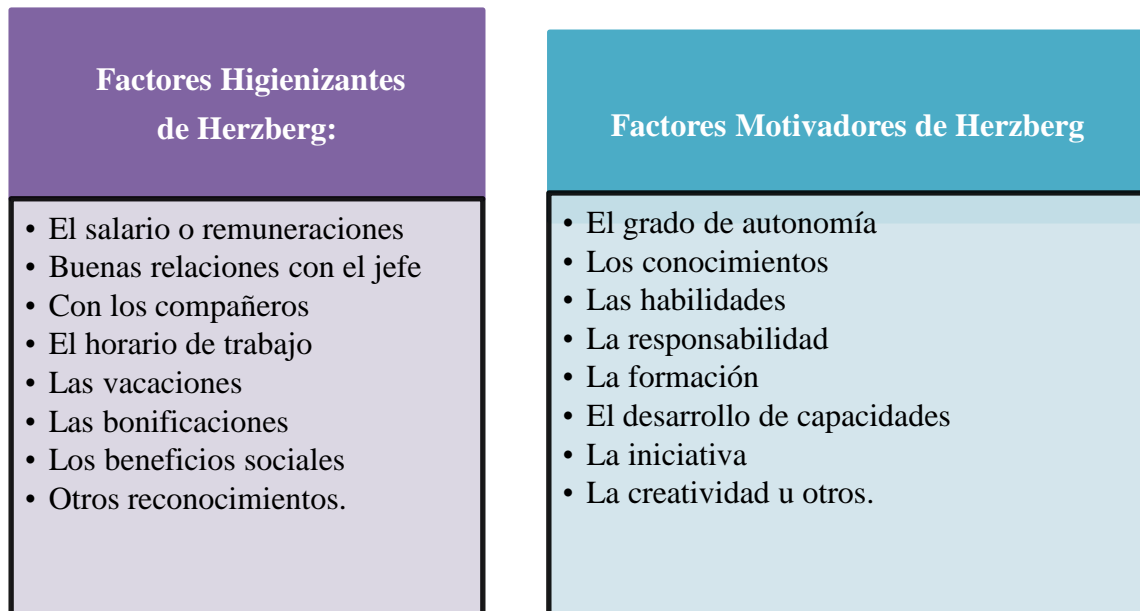 Factores Higienizantes
de Herzberg:
• El salario o remuneraciones
• Buenas relaciones con el jefe
• Con los compañeros
• El horario de trabajo
• Las vacaciones
• Las bonificaciones
• Los beneficios sociales
• Otros reconocimientos.
Factores Motivadores de Herzberg
• El grado de autonomía
• Los conocimientos
• Las habilidades
• La responsabilidad
• La formación
• El desarrollo de capacidades
• La iniciativa
• La creatividad u otros.